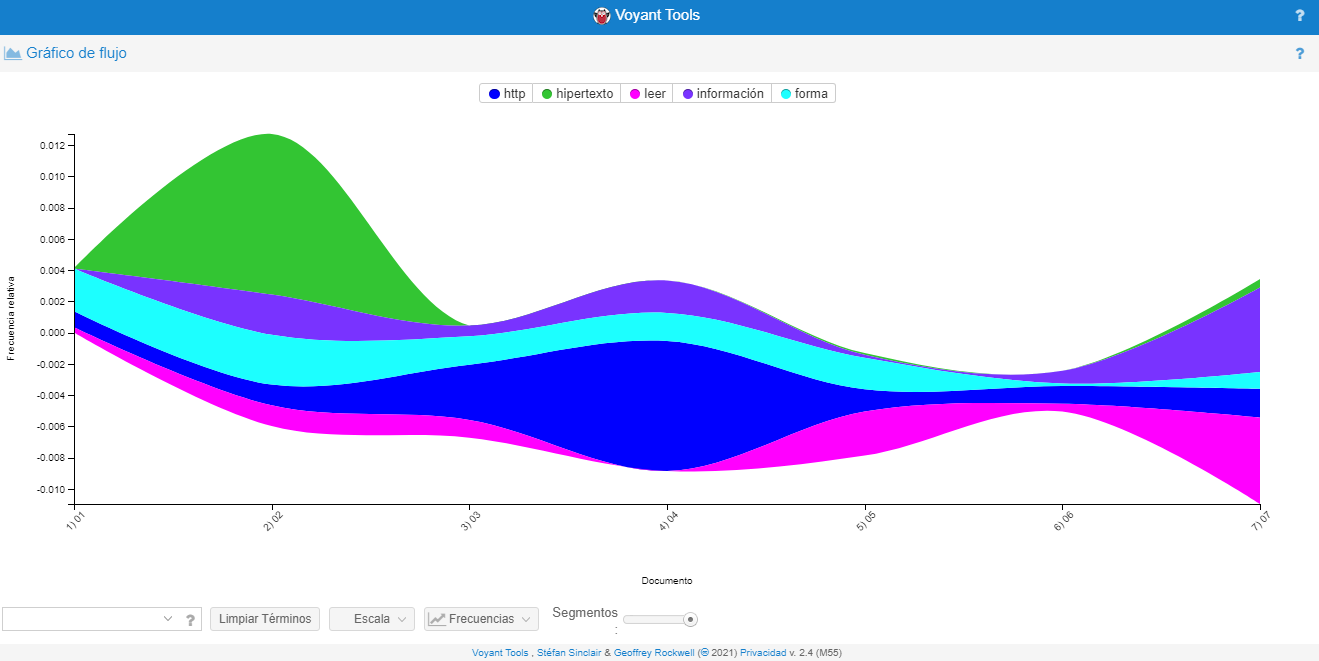 Voyant Tools
?
Gráfico de flujo
?
http hipertexto leer información forma
Frecuencia relativa
0.012
0.010
0.008
0.006
0.004
0.002
0.000
-0.002
-0.004
-0.006
-0.008
-0.010
1) 01 2) 02 3) 03 4) 04 5) 05 6) 06 7) 07
Documento
? Limpiar Términos Escala Frecuencias Segmentos
:
Voyant Tools , Stéfan Sinclair & Geoffrey Rockwell (@ 2021) Privacidad v. 2.4 (M55)